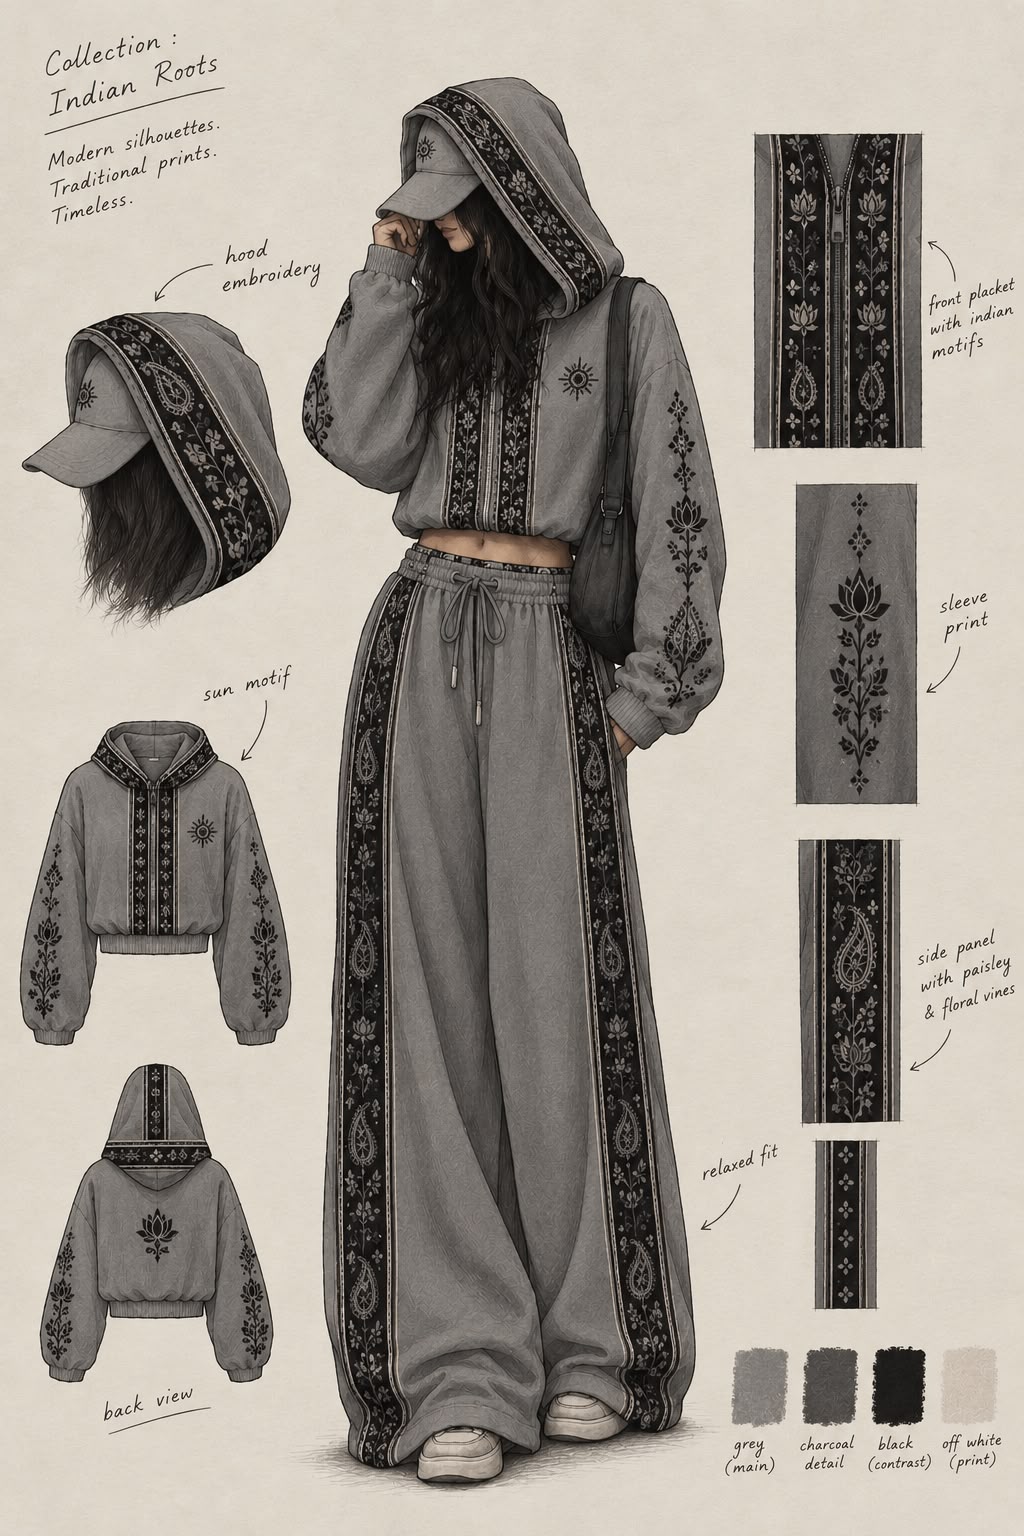 Collection :
Indian Roots
Modern silhouettes.
Traditional prints.
Timeless.
hood
embroidery
front placket
with indian
motifs
sleeve
print
sun motif
side panel
with paisley
& floral vines
relaxed fit
back view
grey
(main)
charcoal
detail
black
(contrast)
off white
(print)